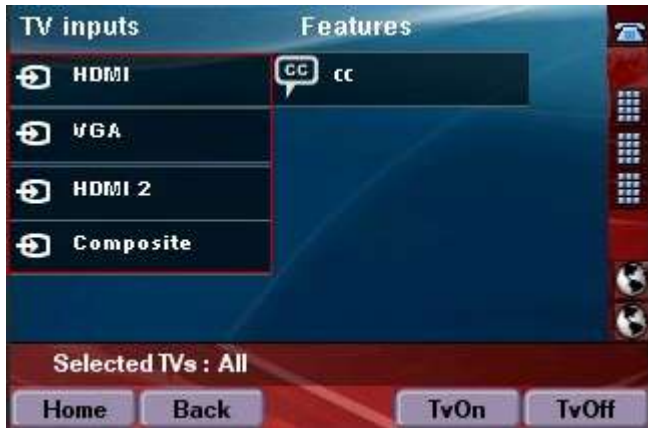 TV inputs Features
HDMI CC cc
VGA
HDMI 2
Composite
Selected TVs : All
Home Back TvOn TvOff